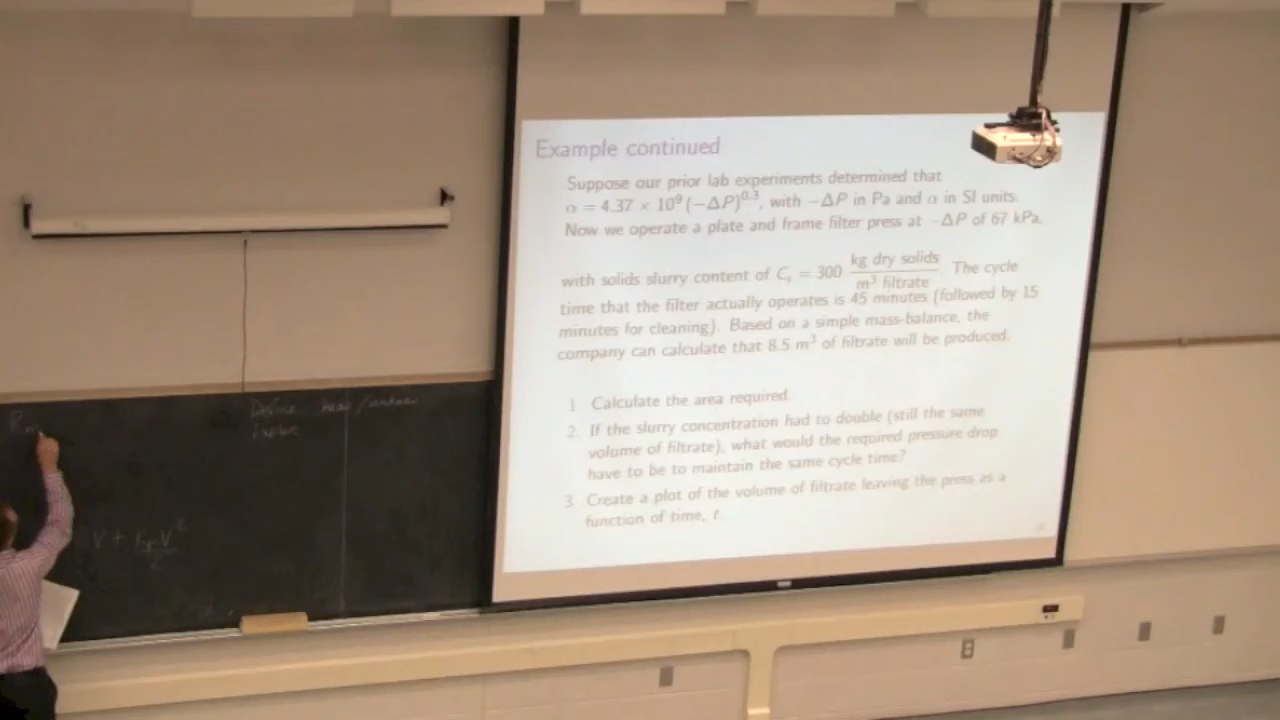 Example continued
Suppose our prior lab experiments determined that
α = 4.37 × 10⁹ (−ΔP)^0.3, with −ΔP in Pa and α in SI units.
Now we operate a plate and frame filter press at −ΔP of 67 kPa,
with solids slurry content of Cₛ = 300 kg dry solids / m³ filtrate. The cycle
time that the filter actually operates is 45 minutes (followed by 15
minutes for cleaning). Based on a simple mass-balance, the
company can calculate that 8.5 m³ of filtrate will be produced.
1. Calculate the area required.
2. If the slurry concentration had to double (still the same
volume of filtrate), what would the required pressure drop
have to be to maintain the same cycle time?
3. Create a plot of the volume of filtrate leaving the press as a
function of time, t.
Define